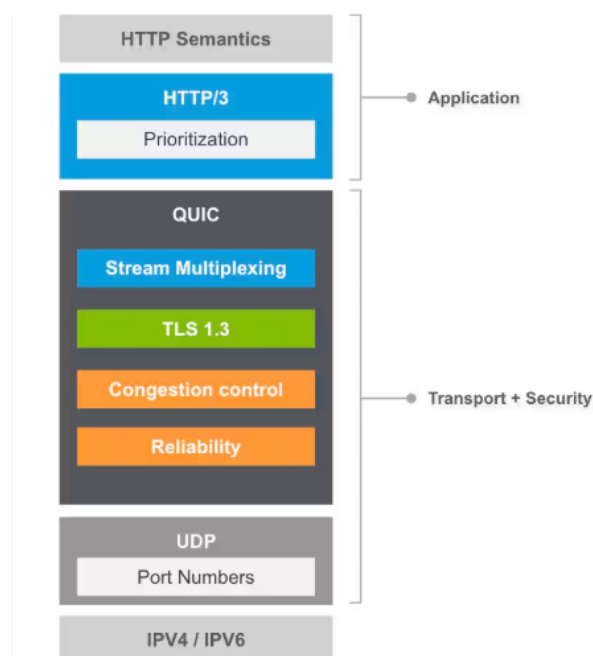 HTTP Semantics
HTTP/3
Prioritization
Application
QUIC
Stream Multiplexing
TLS 1.3
Congestion control
Reliability
Transport + Security
UDP
Port Numbers
IPV4 / IPV6